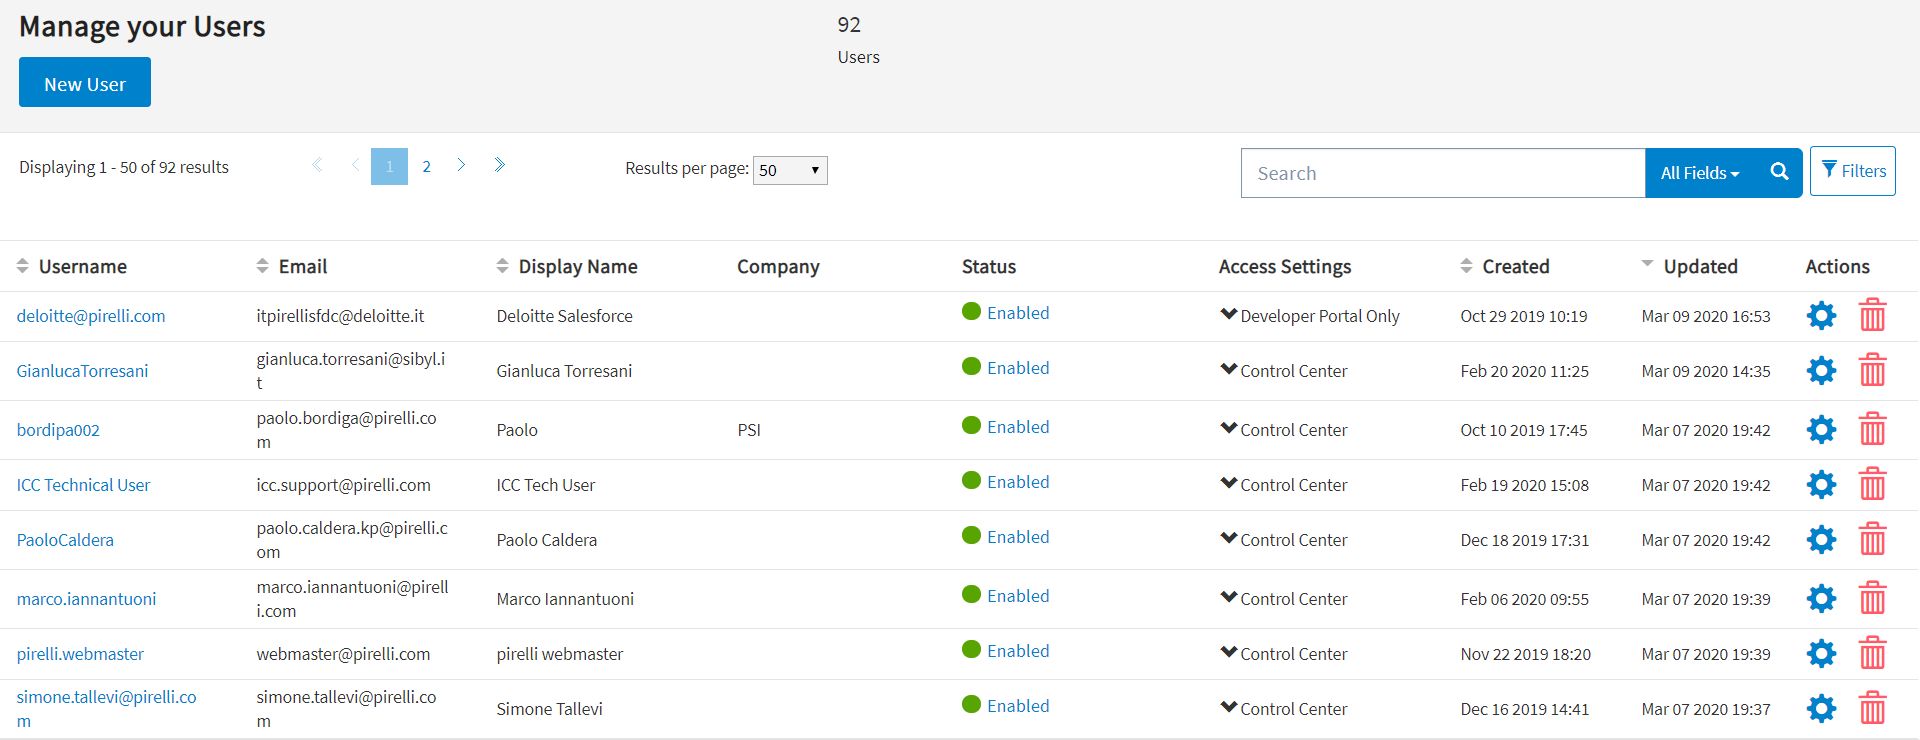 Manage your Users
92
Users
New User
Displaying 1 - 50 of 92 results
1 2
Results per page: 50
Search
All Fields
Filters
Username Email Display Name Company Status Access Settings Created Updated Actions
deloitte@pirelli.com itpirellisfdc@deloitte.it Deloitte Salesforce Enabled Developer Portal Only Oct 29 2019 10:19 Mar 09 2020 16:53
GianlucaTorresani gianluca.torresani@sibyl.i
t Gianluca Torresani Enabled Control Center Feb 20 2020 11:25 Mar 09 2020 14:35
bordipa002 paolo.bordiga@pirelli.co
m Paolo PSI Enabled Control Center Oct 10 2019 17:45 Mar 07 2020 19:42
ICC Technical User icc.support@pirelli.com ICC Tech User Enabled Control Center Feb 19 2020 15:08 Mar 07 2020 19:42
PaoloCaldera paolo.caldera.kp@pirelli.c
om Paolo Caldera Enabled Control Center Dec 18 2019 17:31 Mar 07 2020 19:42
marco.iannantuoni marco.iannantuoni@pirell
i.com Marco Iannantuoni Enabled Control Center Feb 06 2020 09:55 Mar 07 2020 19:39
pirelli.webmaster webmaster@pirelli.com pirelli webmaster Enabled Control Center Nov 22 2019 18:20 Mar 07 2020 19:39
simone.tallevi@pirelli.co simone.tallevi@pirelli.co
m m Simone Tallevi Enabled Control Center Dec 16 2019 14:41 Mar 07 2020 19:37